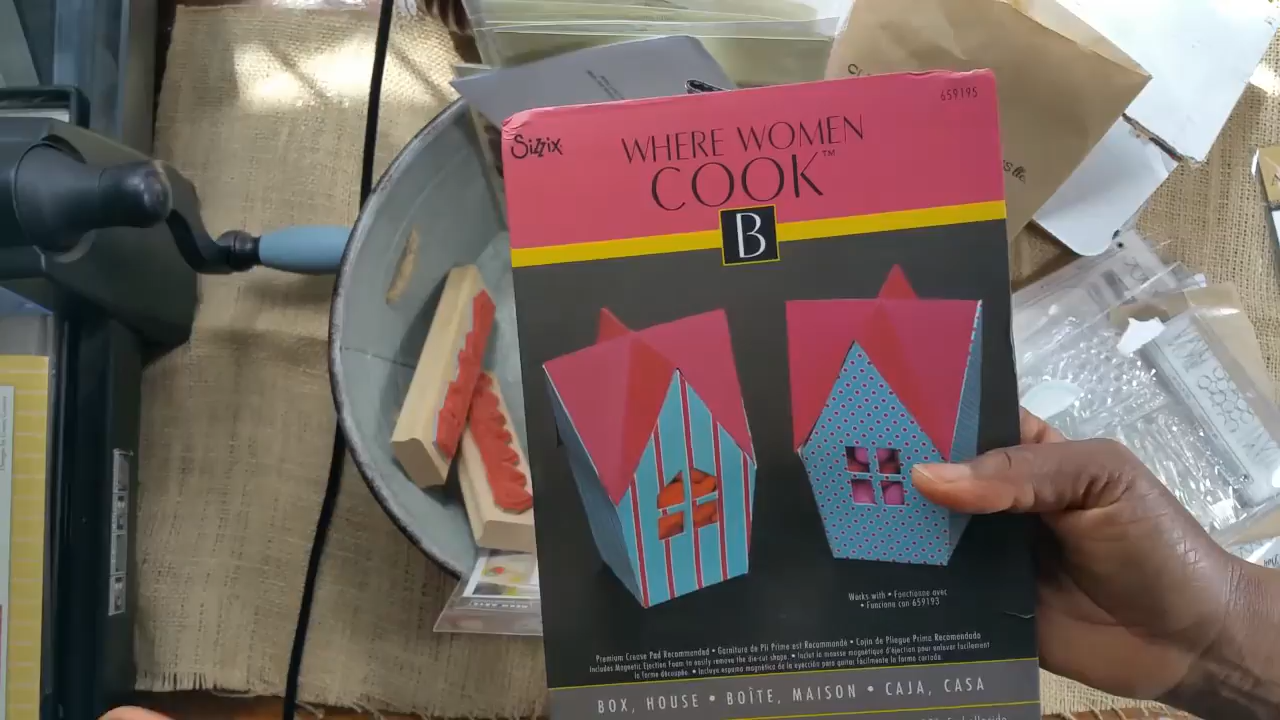 659195
Sizzix
WHERE WOMEN
COOK™
B
Works with • Fonctionne avec
• Funciona con 659193
Premium Crease Pad Recommended • Garniture de Pli Prime est Recommandé • Cojín de Pliegue Prima Recomendado
Includes Magnetic Ejection Foam to easily remove the die-cut shape • Inclut la mousse magnétique d'éjection pour enlever facilement
la forme découpée. • Incluye espuma magnética de la eyección para quitar fácilmente la forma cortada.
BOX, HOUSE • BOÎTE, MAISON • CAJA, CASA